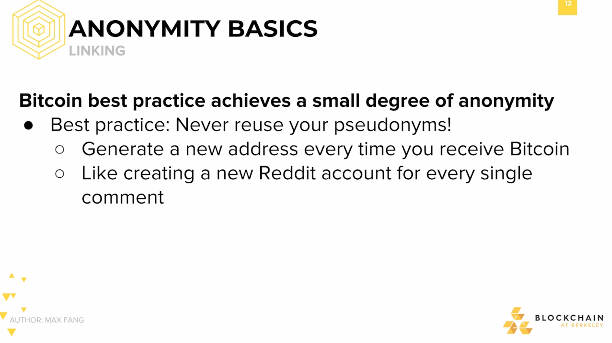 12
ANONYMITY BASICS
LINKING
Bitcoin best practice achieves a small degree of anonymity
● Best practice: Never reuse your pseudonyms!
○ Generate a new address every time you receive Bitcoin
○ Like creating a new Reddit account for every single
comment
AUTHOR: MAX FANG
BLOCKCHAIN
AT BERKELEY